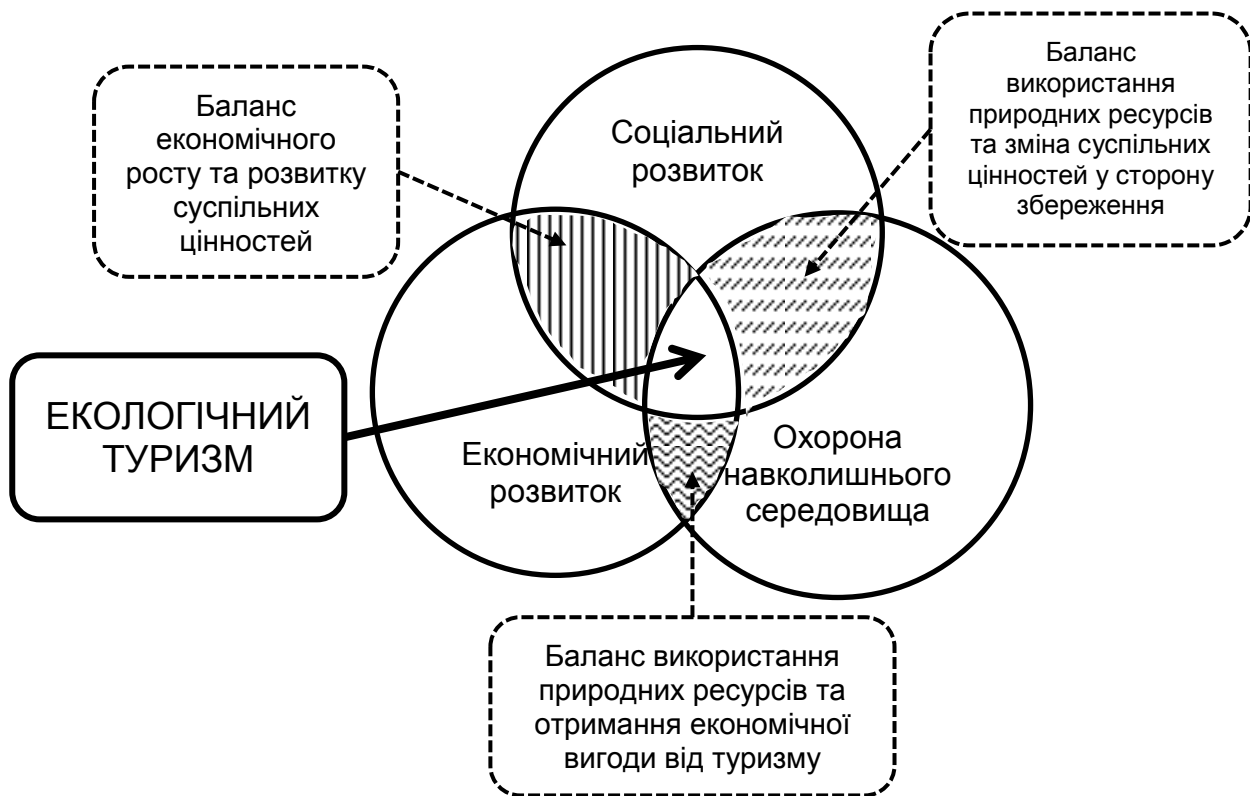 Баланс
економічного
росту та розвитку
суспільних
цінностей
Соціальний
розвиток
Баланс
використання
природних ресурсів
та зміна суспільних
цінностей у сторону
збереження
ЕКОЛОГІЧНИЙ
ТУРИЗМ
Економічний
розвиток
Охорона
навколишнього
середовища
Баланс використання
природних ресурсів та
отримання економічної
вигоди від туризму